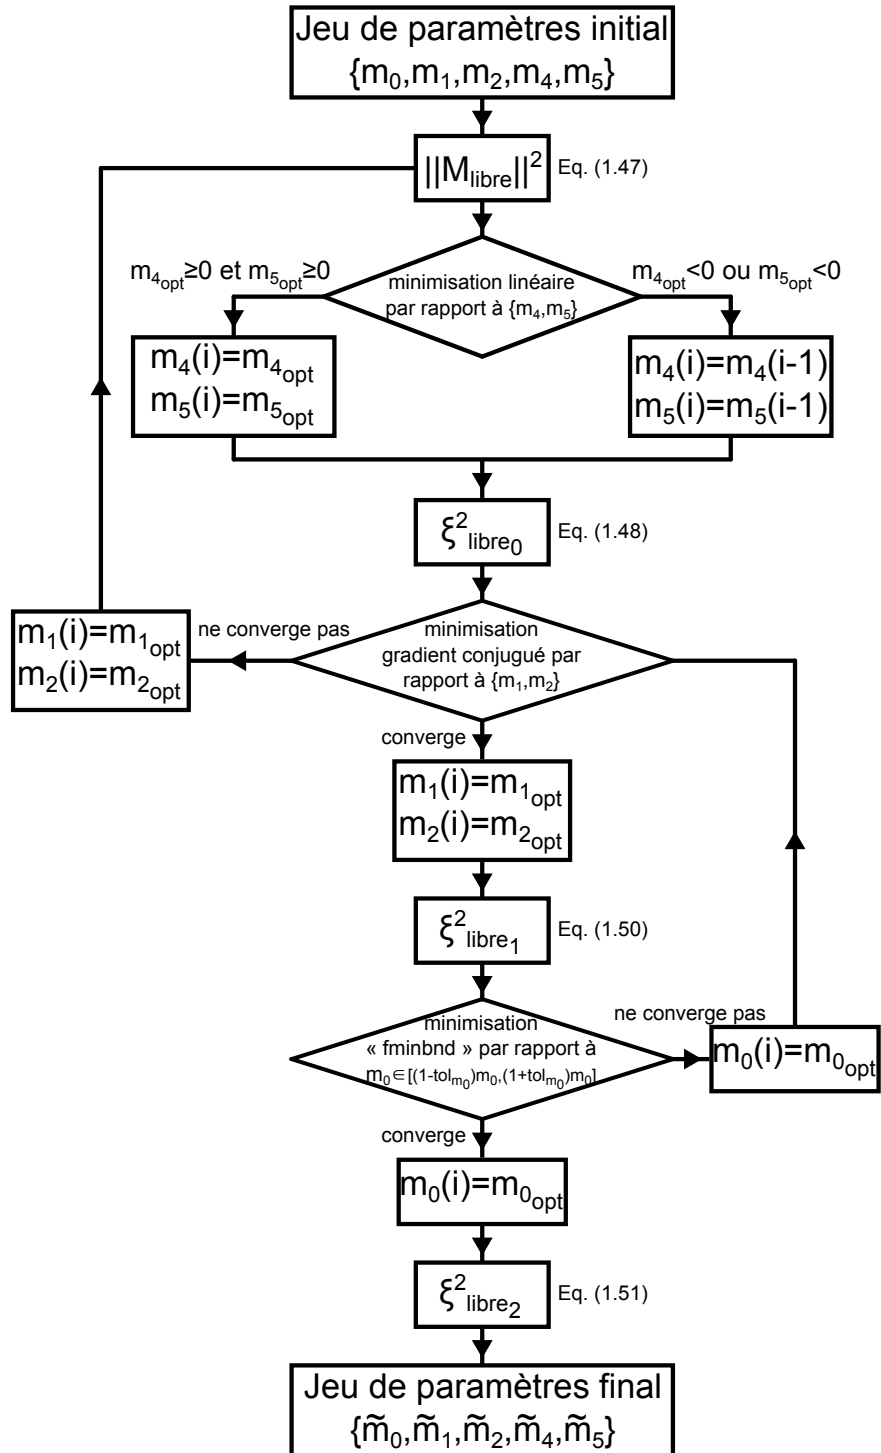 Jeu de paramètres initial
{m₀,m₁,m₂,m₄,m₅}
||M_libre||² Eq. (1.47)
m₄opt≥0 et m₅opt≥0
m₄opt<0 ou m₅opt<0
minimisation linéaire
par rapport à {m₄,m₅}
m₄(i)=m₄opt
m₅(i)=m₅opt
m₄(i)=m₄(i-1)
m₅(i)=m₅(i-1)
ξ²libre₀ Eq. (1.48)
ne converge pas
minimisation
gradient conjugué par
rapport à {m₁,m₂}
m₁(i)=m₁opt
m₂(i)=m₂opt
converge
m₁(i)=m₁opt
m₂(i)=m₂opt
ξ²libre₁ Eq. (1.50)
minimisation
« fminbnd » par rapport à
m₀∈[(1-tol_m₀)m₀,(1+tol_m₀)m₀]
ne converge pas
m₀(i)=m₀opt
converge
m₀(i)=m₀opt
ξ²libre₂ Eq. (1.51)
Jeu de paramètres final
{m̃₀,m̃₁,m̃₂,m̃₄,m̃₅}